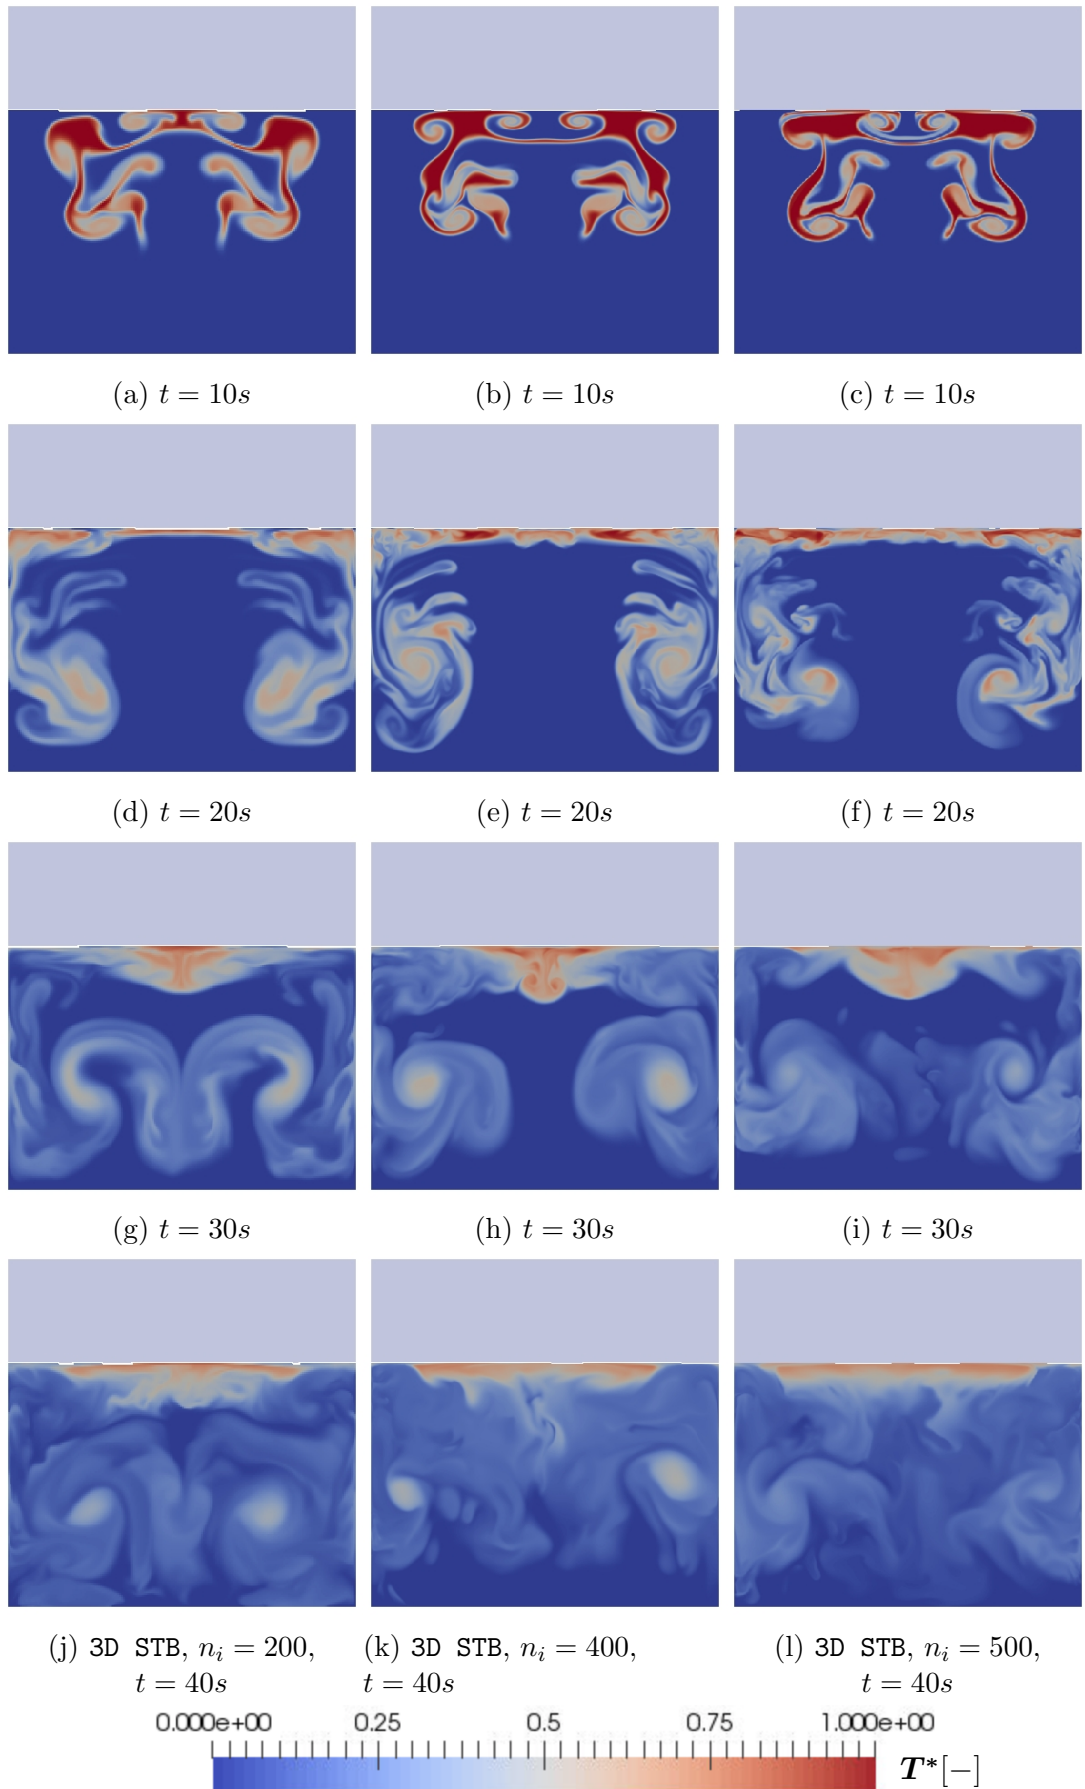 (a) t = 10s
(b) t = 10s
(c) t = 10s
(d) t = 20s
(e) t = 20s
(f) t = 20s
(g) t = 30s
(h) t = 30s
(i) t = 30s
(j) 3D STB, n_i = 200,
t = 40s
(k) 3D STB, n_i = 400,
t = 40s
(l) 3D STB, n_i = 500,
t = 40s
0.000e+00 0.25 0.5 0.75 1.000e+00
T*[−]